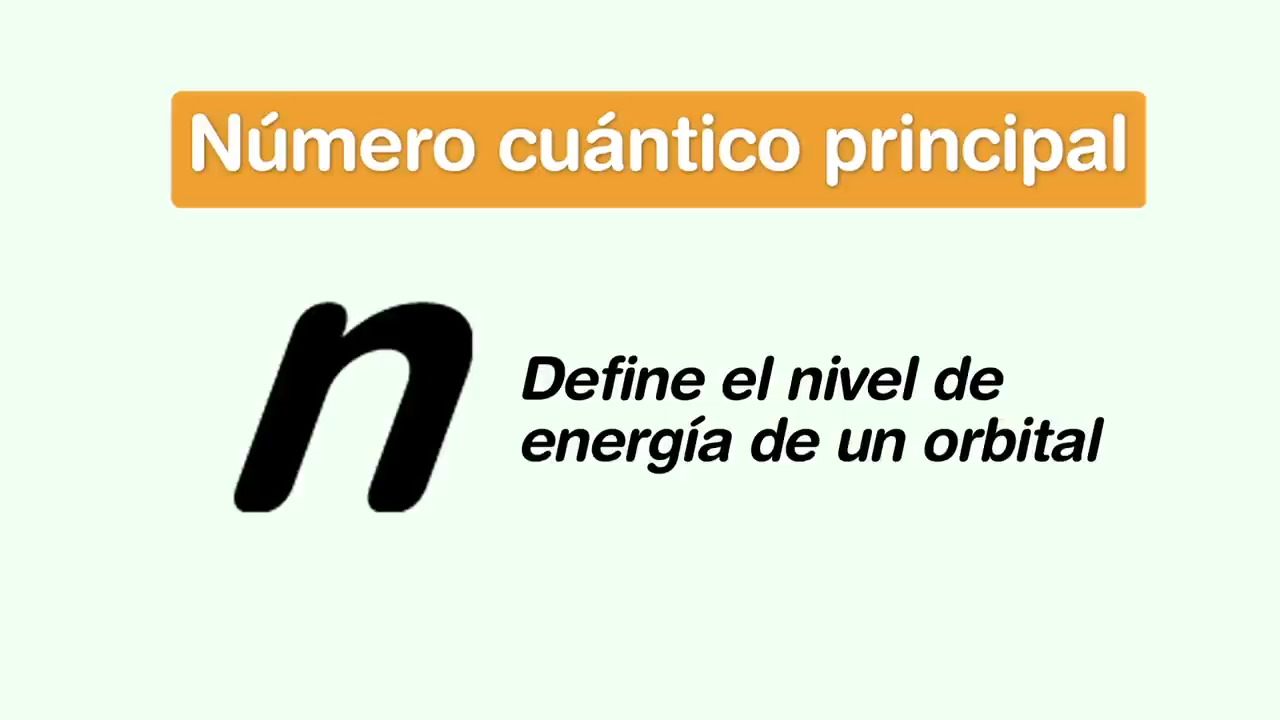 Número cuántico principal
n
Define el nivel de
energía de un orbital